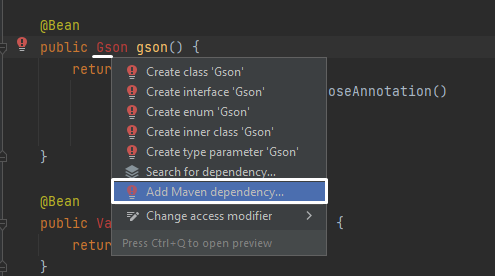 @Bean
public Gson gson() {
retur
Create class 'Gson'
Create interface 'Gson'
oseAnnotation()
Create enum 'Gson'
Create inner class 'Gson'
Create type parameter 'Gson'
}
Search for dependency...
Add Maven dependency...
@Bean
Change access modifier
public Va
{
retur
Press Ctrl+Q to open preview
}